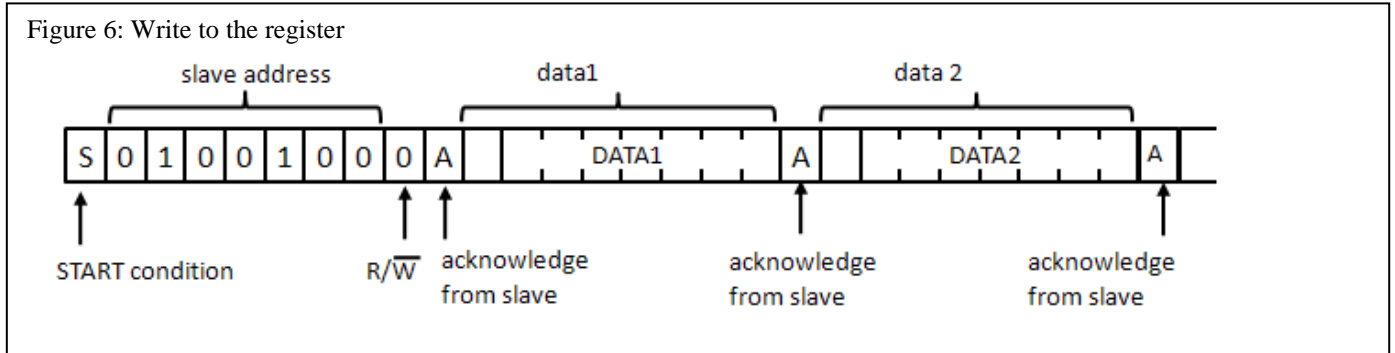 Figure 6: Write to the register
slave address data1 data 2
S 0 1 0 0 1 0 0 0 A DATA1 A DATA2 A
START condition R/W̅ acknowledge from slave acknowledge from slave acknowledge from slave